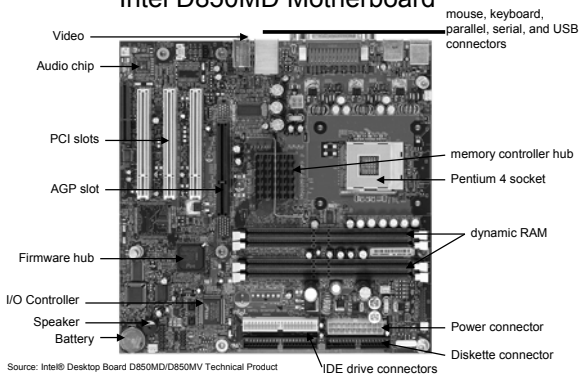 Intel D850MD Motherboard
mouse, keyboard,
parallel, serial, and USB
connectors
Video
Audio chip
PCI slots
memory controller hub
AGP slot
Pentium 4 socket
dynamic RAM
Firmware hub
I/O Controller
Speaker
Power connector
Battery
Diskette connector
Source: Intel® Desktop Board D850MD/D850MV Technical Product
IDE drive connectors